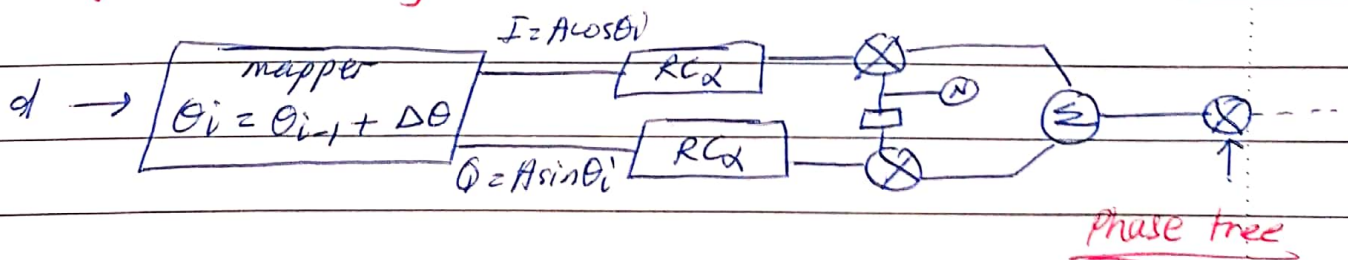 I = Acosθi
mapper
RCα
d → θi = θi-1 + Δθ
N
Σ
RCα
Q = Asinθi
Phase tree